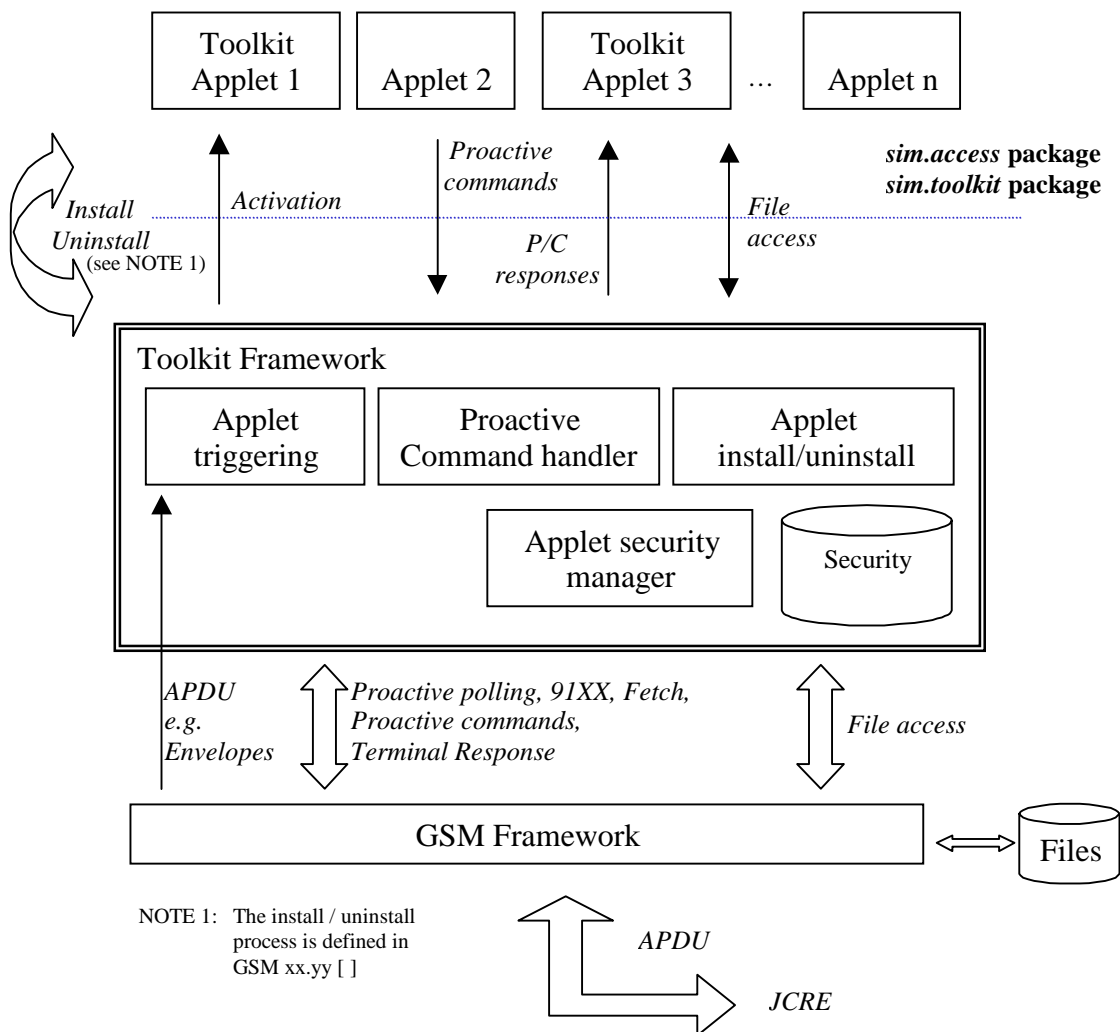 Toolkit
Applet 1
Applet 2
Toolkit
Applet 3
...
Applet n
Proactive
commands
sim.access package
sim.toolkit package
Install
Uninstall
(see NOTE 1)
Activation
P/C
responses
File
access
Toolkit Framework
Applet
triggering
Proactive
Command handler
Applet
install/uninstall
Applet security
manager
Security
APDU
e.g.
Envelopes
Proactive polling, 91XX, Fetch,
Proactive commands,
Terminal Response
File access
GSM Framework
Files
NOTE 1: The install / uninstall
process is defined in
GSM xx.yy [ ]
APDU
JCRE